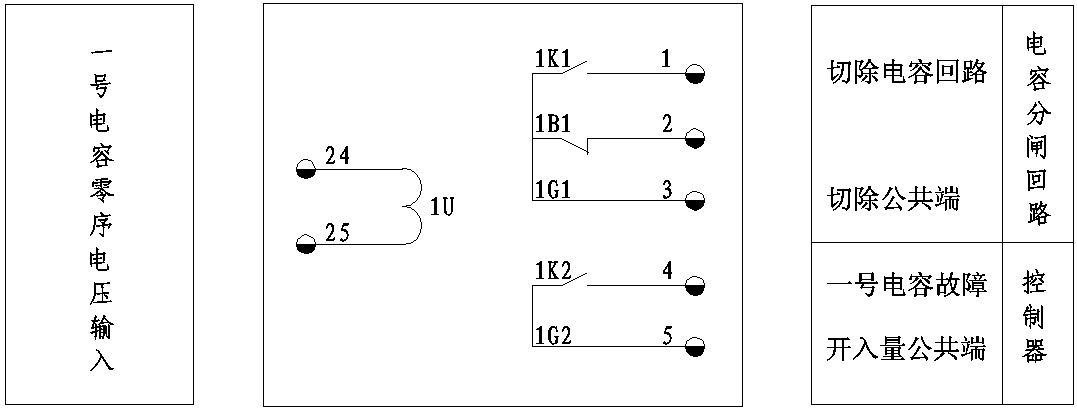 一号电容零序电压输入
24
25
1U
1K1 1
1B1 2
1G1 3
1K2 4
1G2 5
切除电容回路
切除公共端
电容分闸回路
一号电容故障
开入量公共端
控制器